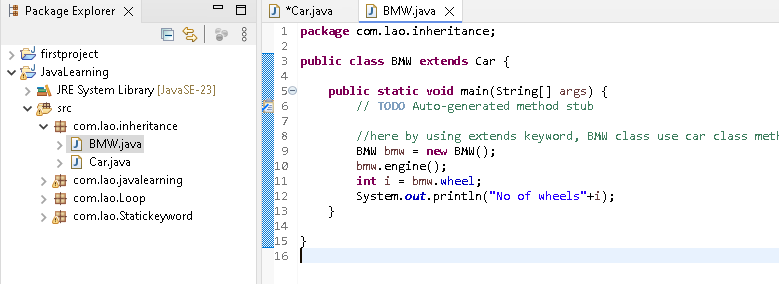 Package Explorer
firstproject
JavaLearning
JRE System Library [JavaSE-23]
src
com.lao.inheritance
BMW.java
Car.java
com.lao.javalearning
com.lao.Loop
com.lao.Statickeyword
*Car.java
BMW.java
1 package com.lao.inheritance;
2
3 public class BMW extends Car {
4
5 public static void main(String[] args) {
6 // TODO Auto-generated method stub
7
8 //here by using extends keyword, BMW class use car class meth
9 BMW bmw = new BMW();
10 bmw.engine();
11 int i = bmw.wheel;
12 System.out.println("No of wheels"+i);
13 }
14
15 }
16